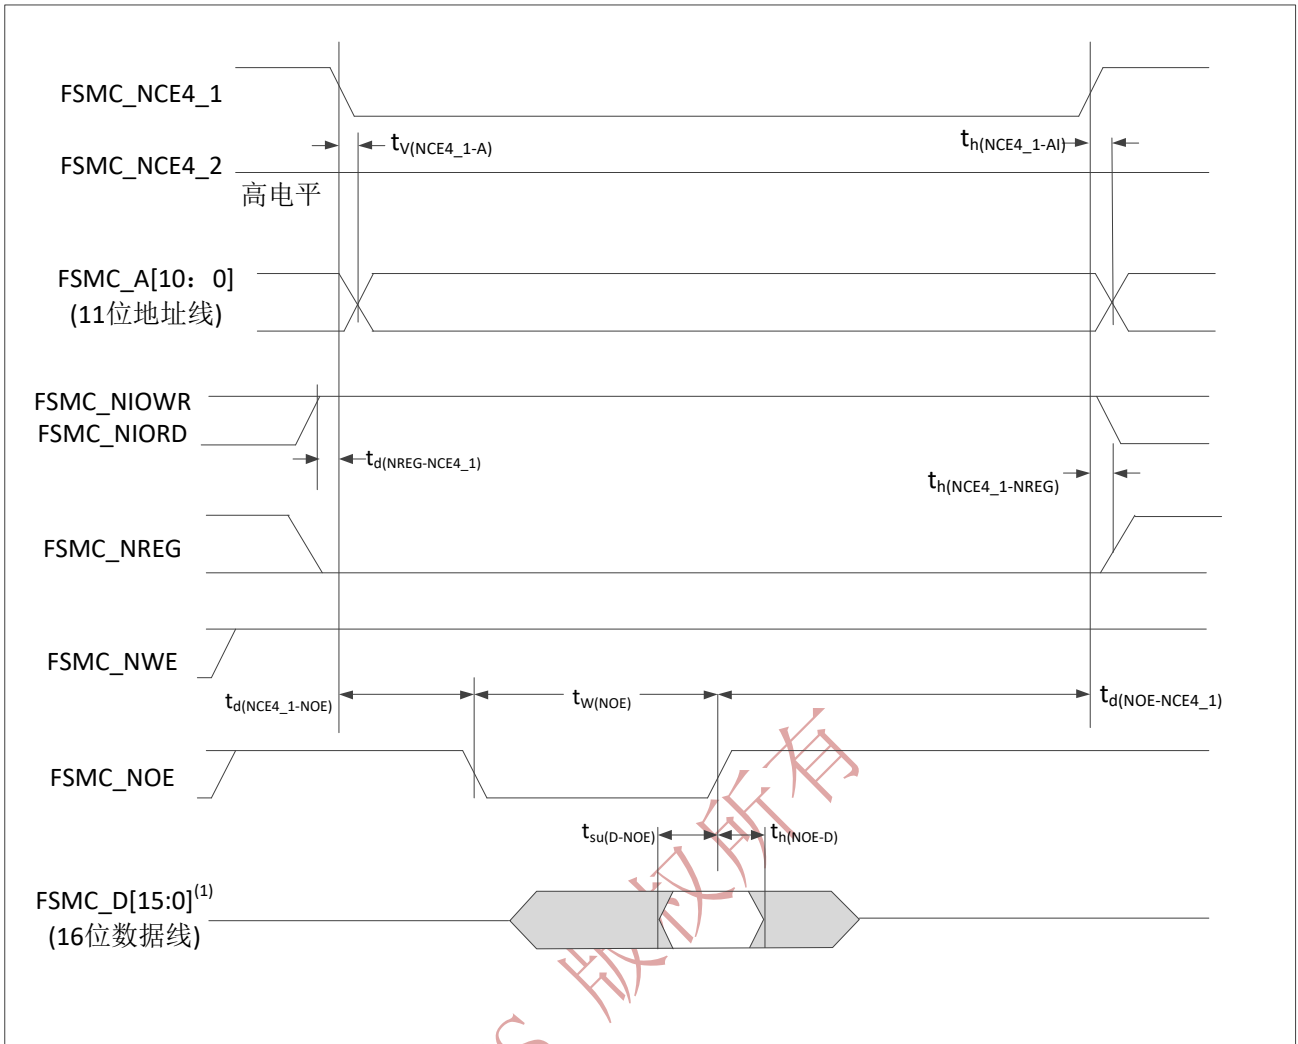 FSMC_NCE4_1
tV(NCE4_1-A)
th(NCE4_1-AI)
FSMC_NCE4_2
高电平
FSMC_A[10：0]
(11位地址线)
FSMC_NIOWR
FSMC_NIORD
td(NREG-NCE4_1)
th(NCE4_1-NREG)
FSMC_NREG
FSMC_NWE
td(NCE4_1-NOE)
tW(NOE)
td(NOE-NCE4_1)
FSMC_NOE
tsu(D-NOE)
th(NOE-D)
FSMC_D[15:0](1)
(16位数据线)
S 版权所有